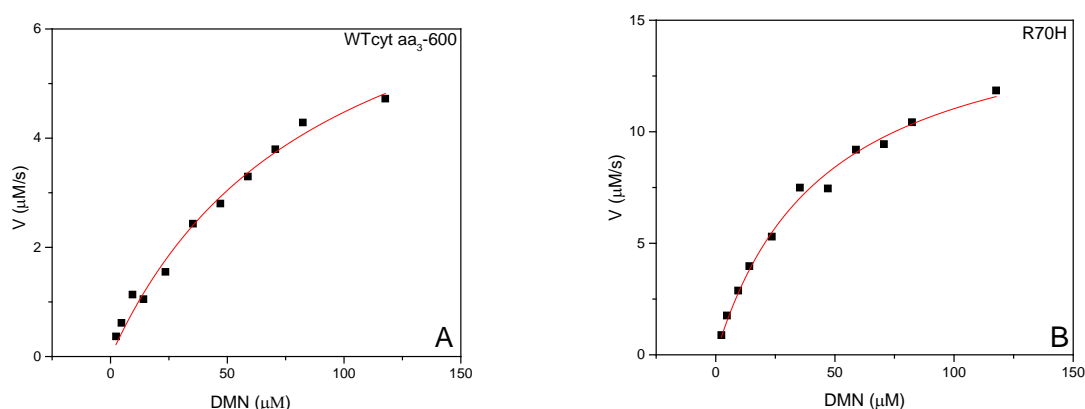 WTcyt aa₃-600
6
4
2
0
V (μM/s)
0 50 100 150
DMN (μM)
A
R70H
15
10
5
0
V (μM/s)
0 50 100 150
DMN (μM)
B